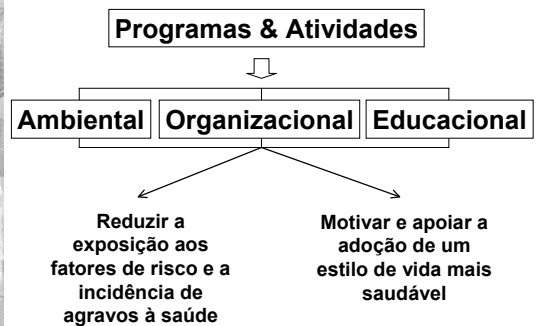 Programas & Atividades
Ambiental
Organizacional
Educacional
Reduzir a
exposição aos
fatores de risco e a
incidência de
agravos à saúde
Motivar e apoiar a
adoção de um
estilo de vida mais
saudável